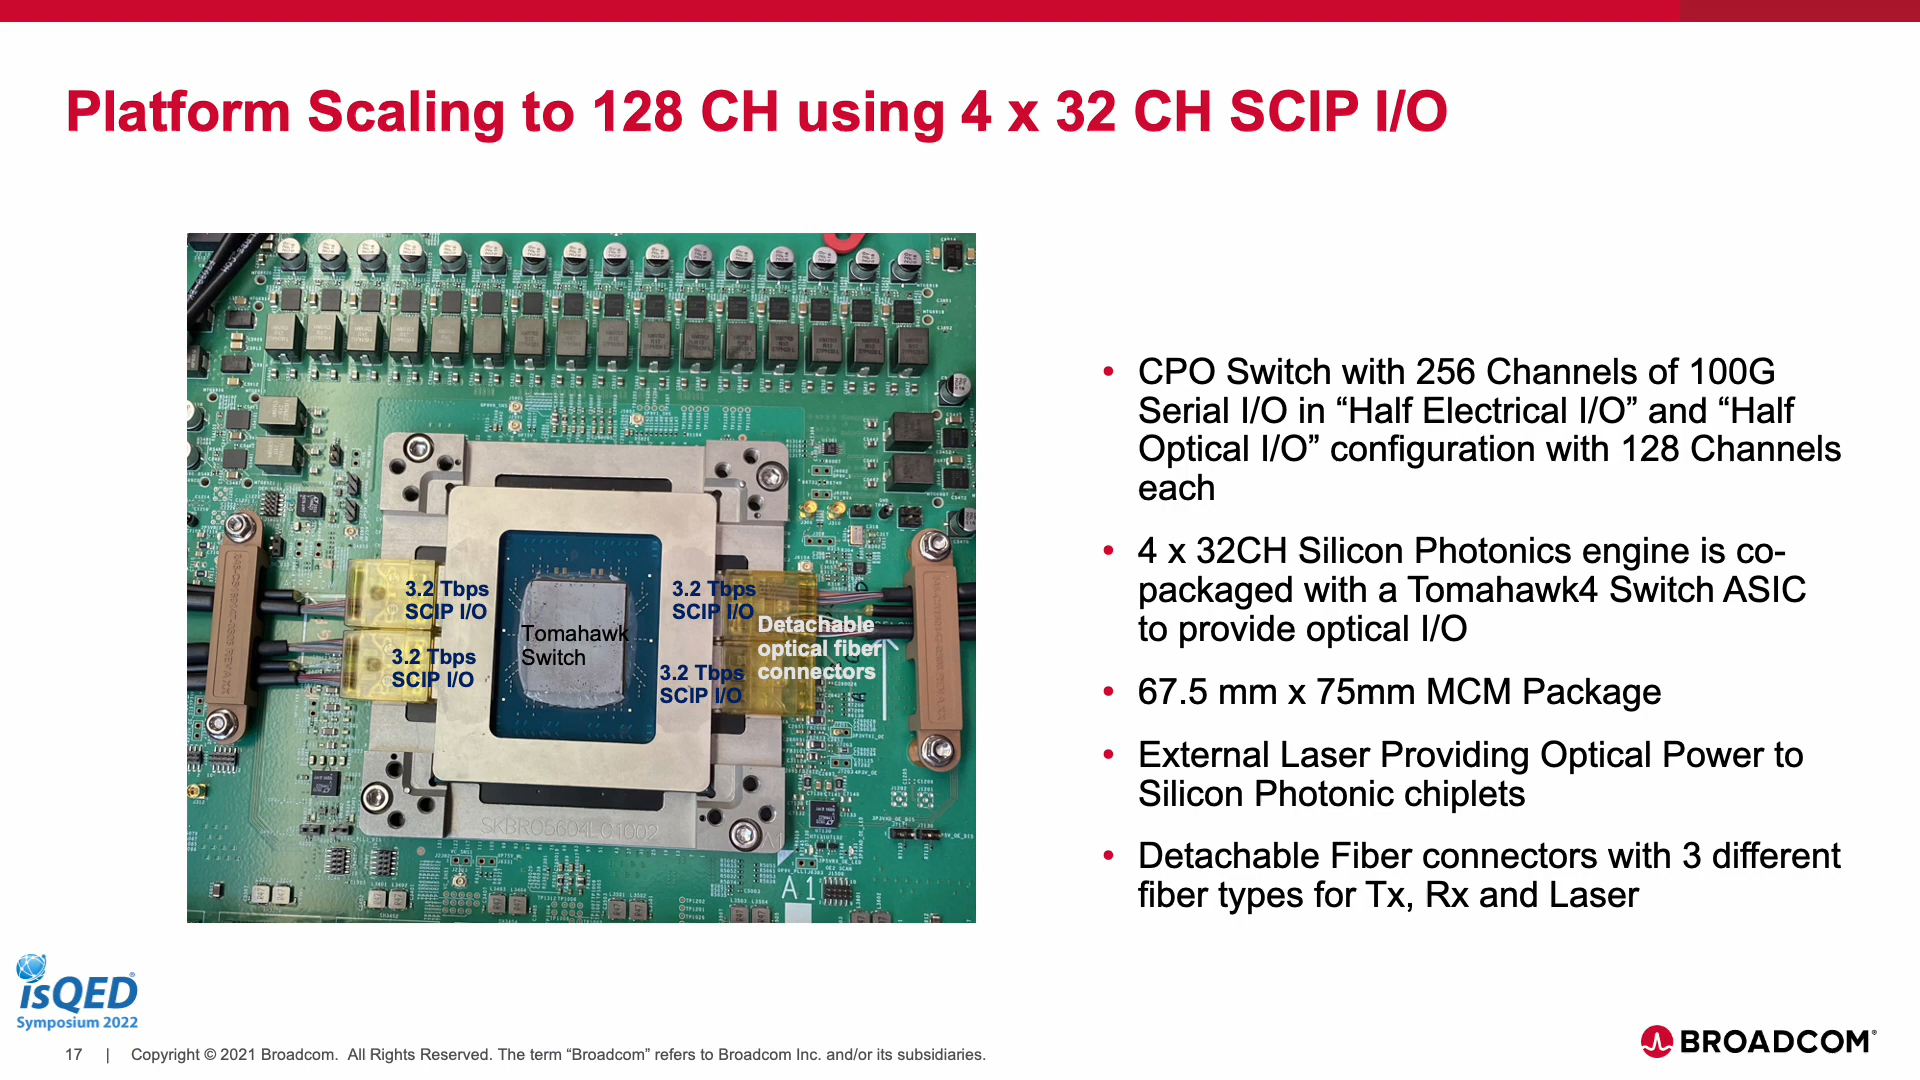 Platform Scaling to 128 CH using 4 x 32 CH SCIP I/O
3.2 Tbps
SCIP I/O
3.2 Tbps
SCIP I/O
Tomahawk
Switch
3.2 Tbps
SCIP I/O
3.2 Tbps
SCIP I/O
Detachable
optical fiber
connectors
SKBRO5604LC1002
A1
• CPO Switch with 256 Channels of 100G
Serial I/O in “Half Electrical I/O” and “Half
Optical I/O” configuration with 128 Channels
each
• 4 x 32CH Silicon Photonics engine is co-
packaged with a Tomahawk4 Switch ASIC
to provide optical I/O
• 67.5 mm x 75mm MCM Package
• External Laser Providing Optical Power to
Silicon Photonic chiplets
• Detachable Fiber connectors with 3 different
fiber types for Tx, Rx and Laser
isQED®
Symposium 2022
17 | Copyright © 2021 Broadcom. All Rights Reserved. The term “Broadcom” refers to Broadcom Inc. and/or its subsidiaries.
BROADCOM®